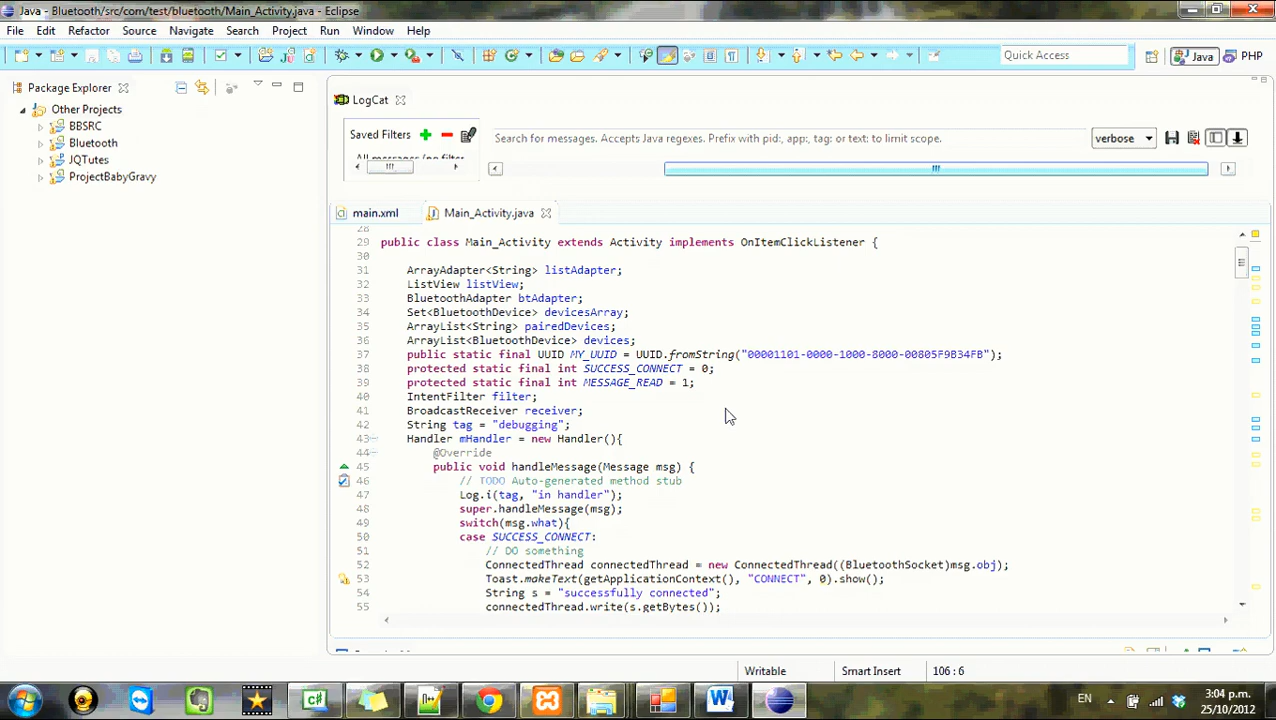 Java - Bluetooth/src/com/test/bluetooth/Main_Activity.java - Eclipse
File Edit Refactor Source Navigate Search Project Run Window Help
Quick Access
Java
PHP
Package Explorer
Other Projects
BBSRC
Bluetooth
JQTutes
ProjectBabyGravy
LogCat
Saved Filters
All messages (no filter
Search for messages. Accepts Java regexes. Prefix with pid:, app:, tag: or text: to limit scope.
verbose
main.xml
Main_Activity.java
28
29 public class Main_Activity extends Activity implements OnItemClickListener {
30
31 ArrayAdapter<String> listAdapter;
32 ListView listView;
33 BluetoothAdapter btAdapter;
34 Set<BluetoothDevice> devicesArray;
35 ArrayList<String> pairedDevices;
36 ArrayList<BluetoothDevice> devices;
37 public static final UUID MY_UUID = UUID.fromString("00001101-0000-1000-8000-00805F9B34FB");
38 protected static final int SUCCESS_CONNECT = 0;
39 protected static final int MESSAGE_READ = 1;
40 IntentFilter filter;
41 BroadcastReceiver receiver;
42 String tag = "debugging";
43 Handler mHandler = new Handler(){
44 @Override
45 public void handleMessage(Message msg) {
46 // TODO Auto-generated method stub
47 Log.i(tag, "in handler");
48 super.handleMessage(msg);
49 switch(msg.what){
50 case SUCCESS_CONNECT:
51 // DO something
52 ConnectedThread connectedThread = new ConnectedThread((BluetoothSocket)msg.obj);
53 Toast.makeText(getApplicationContext(), "CONNECT", 0).show();
54 String s = "successfully connected";
55 connectedThread.write(s.getBytes());
Writable
Smart Insert
106 : 6
EN
3:04 p.m.
25/10/2012